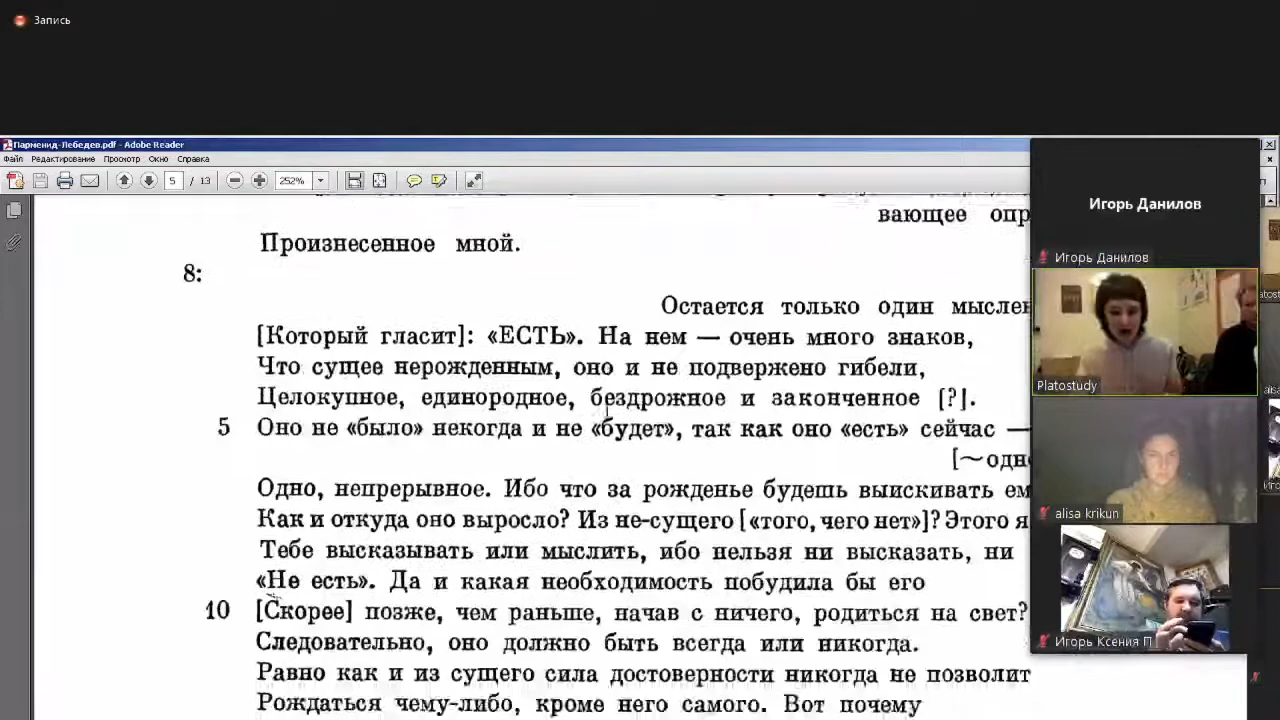 Запись
Парменид-Лебедев.pdf - Adobe Reader
Файл Редактирование Просмотр Окно Справка
5 / 13 252%
вающее опр
Произнесенное мной.
8:
Остается только один мыслен
[Который гласит]: «ЕСТЬ». На нем — очень много знаков,
Что сущее нерожденным, оно и не подвержено гибели,
Целокупное, единородное, бездрожное и законченное [?].
5 Оно не «было» некогда и не «будет», так как оно «есть» сейчас —
[~одн
Одно, непрерывное. Ибо что за рожденье будешь выискивать ем
Как и откуда оно выросло? Из не-сущего [«того, чего нет»]? Этого я
Тебе высказывать или мыслить, ибо нельзя ни высказать, ни
«Не есть». Да и какая необходимость побудила бы его
10 [Скорее] позже, чем раньше, начав с ничего, родиться на свет?
Следовательно, оно должно быть всегда или никогда.
Равно как и из сущего сила достоверности никогда не позволит
Рождаться чему-либо, кроме него самого. Вот почему
Игорь Данилов
Игорь Данилов
Platostudy
alisa krikun
Игорь Ксения П